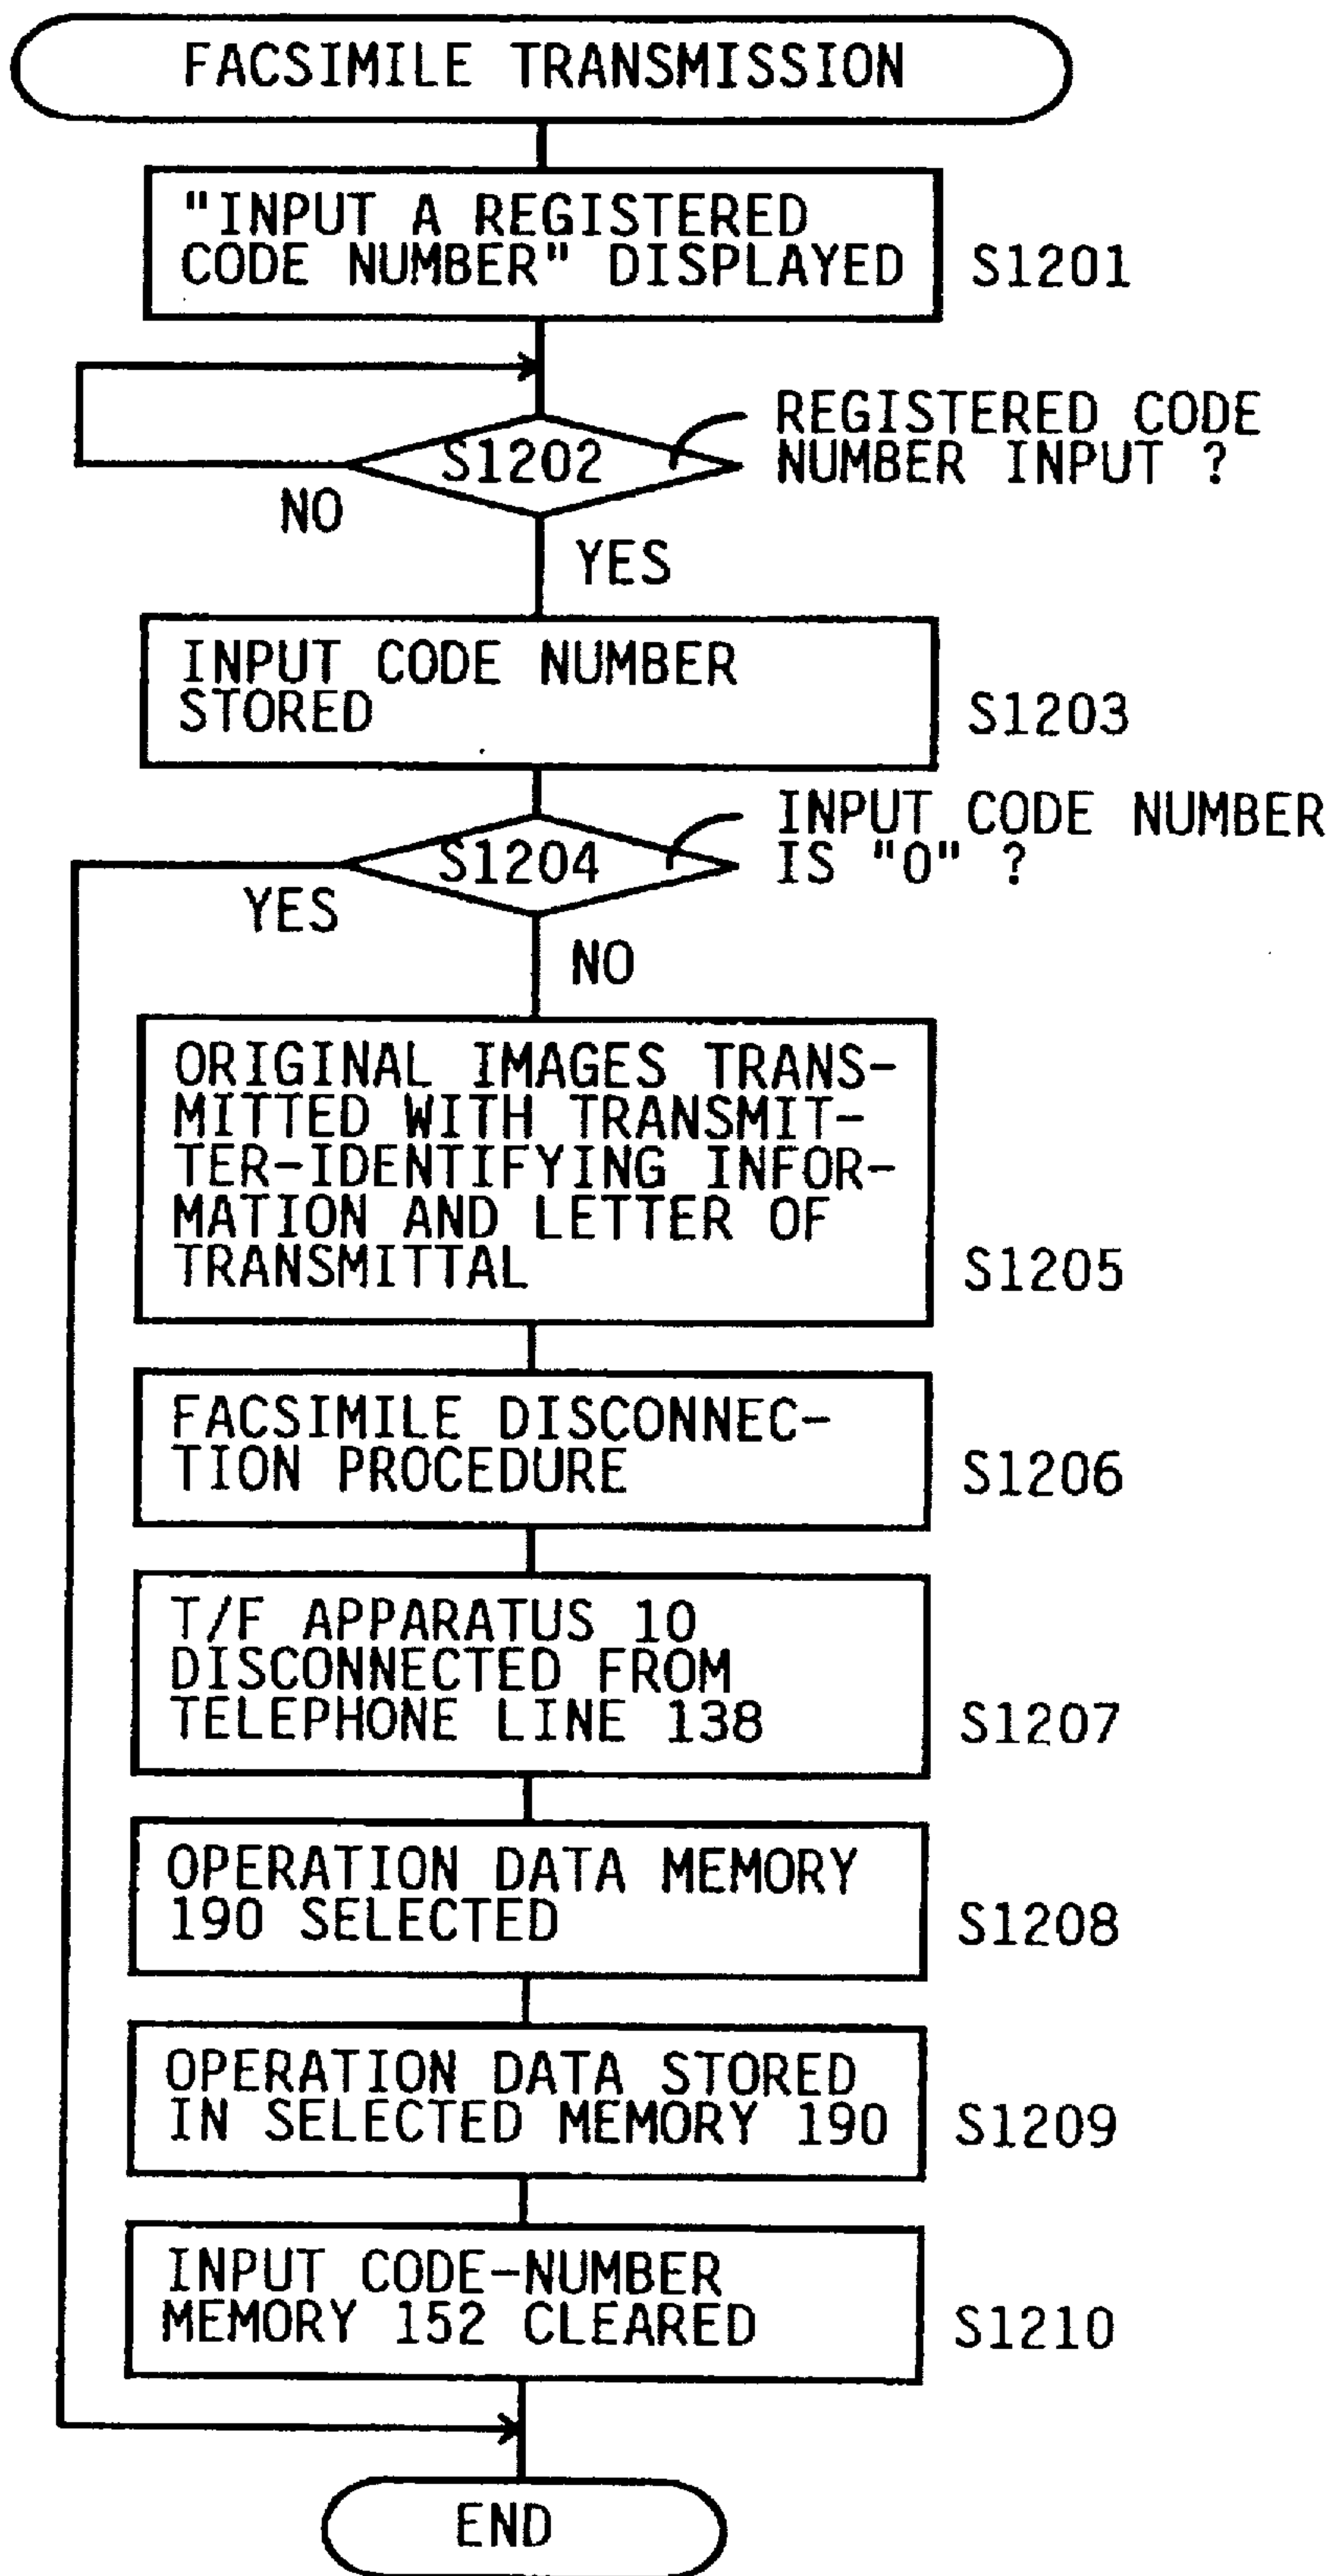 FACSIMILE TRANSMISSION
"INPUT A REGISTERED
CODE NUMBER" DISPLAYED
S1201
REGISTERED CODE
NUMBER INPUT ?
S1202
NO
YES
INPUT CODE NUMBER
STORED
S1203
INPUT CODE NUMBER
IS "0" ?
S1204
YES
NO
ORIGINAL IMAGES TRANS-
MITTED WITH TRANSMIT-
TER-IDENTIFYING INFOR-
MATION AND LETTER OF
TRANSMITTAL
S1205
FACSIMILE DISCONNEC-
TION PROCEDURE
S1206
T/F APPARATUS 10
DISCONNECTED FROM
TELEPHONE LINE 138
S1207
OPERATION DATA MEMORY
190 SELECTED
S1208
OPERATION DATA STORED
IN SELECTED MEMORY 190
S1209
INPUT CODE-NUMBER
MEMORY 152 CLEARED
S1210
END